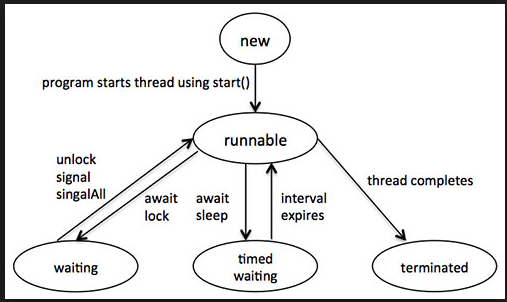 new
program starts thread using start()
runnable
unlock
signal
singalAll
await
lock
await
sleep
interval
expires
thread completes
waiting
timed
waiting
terminated